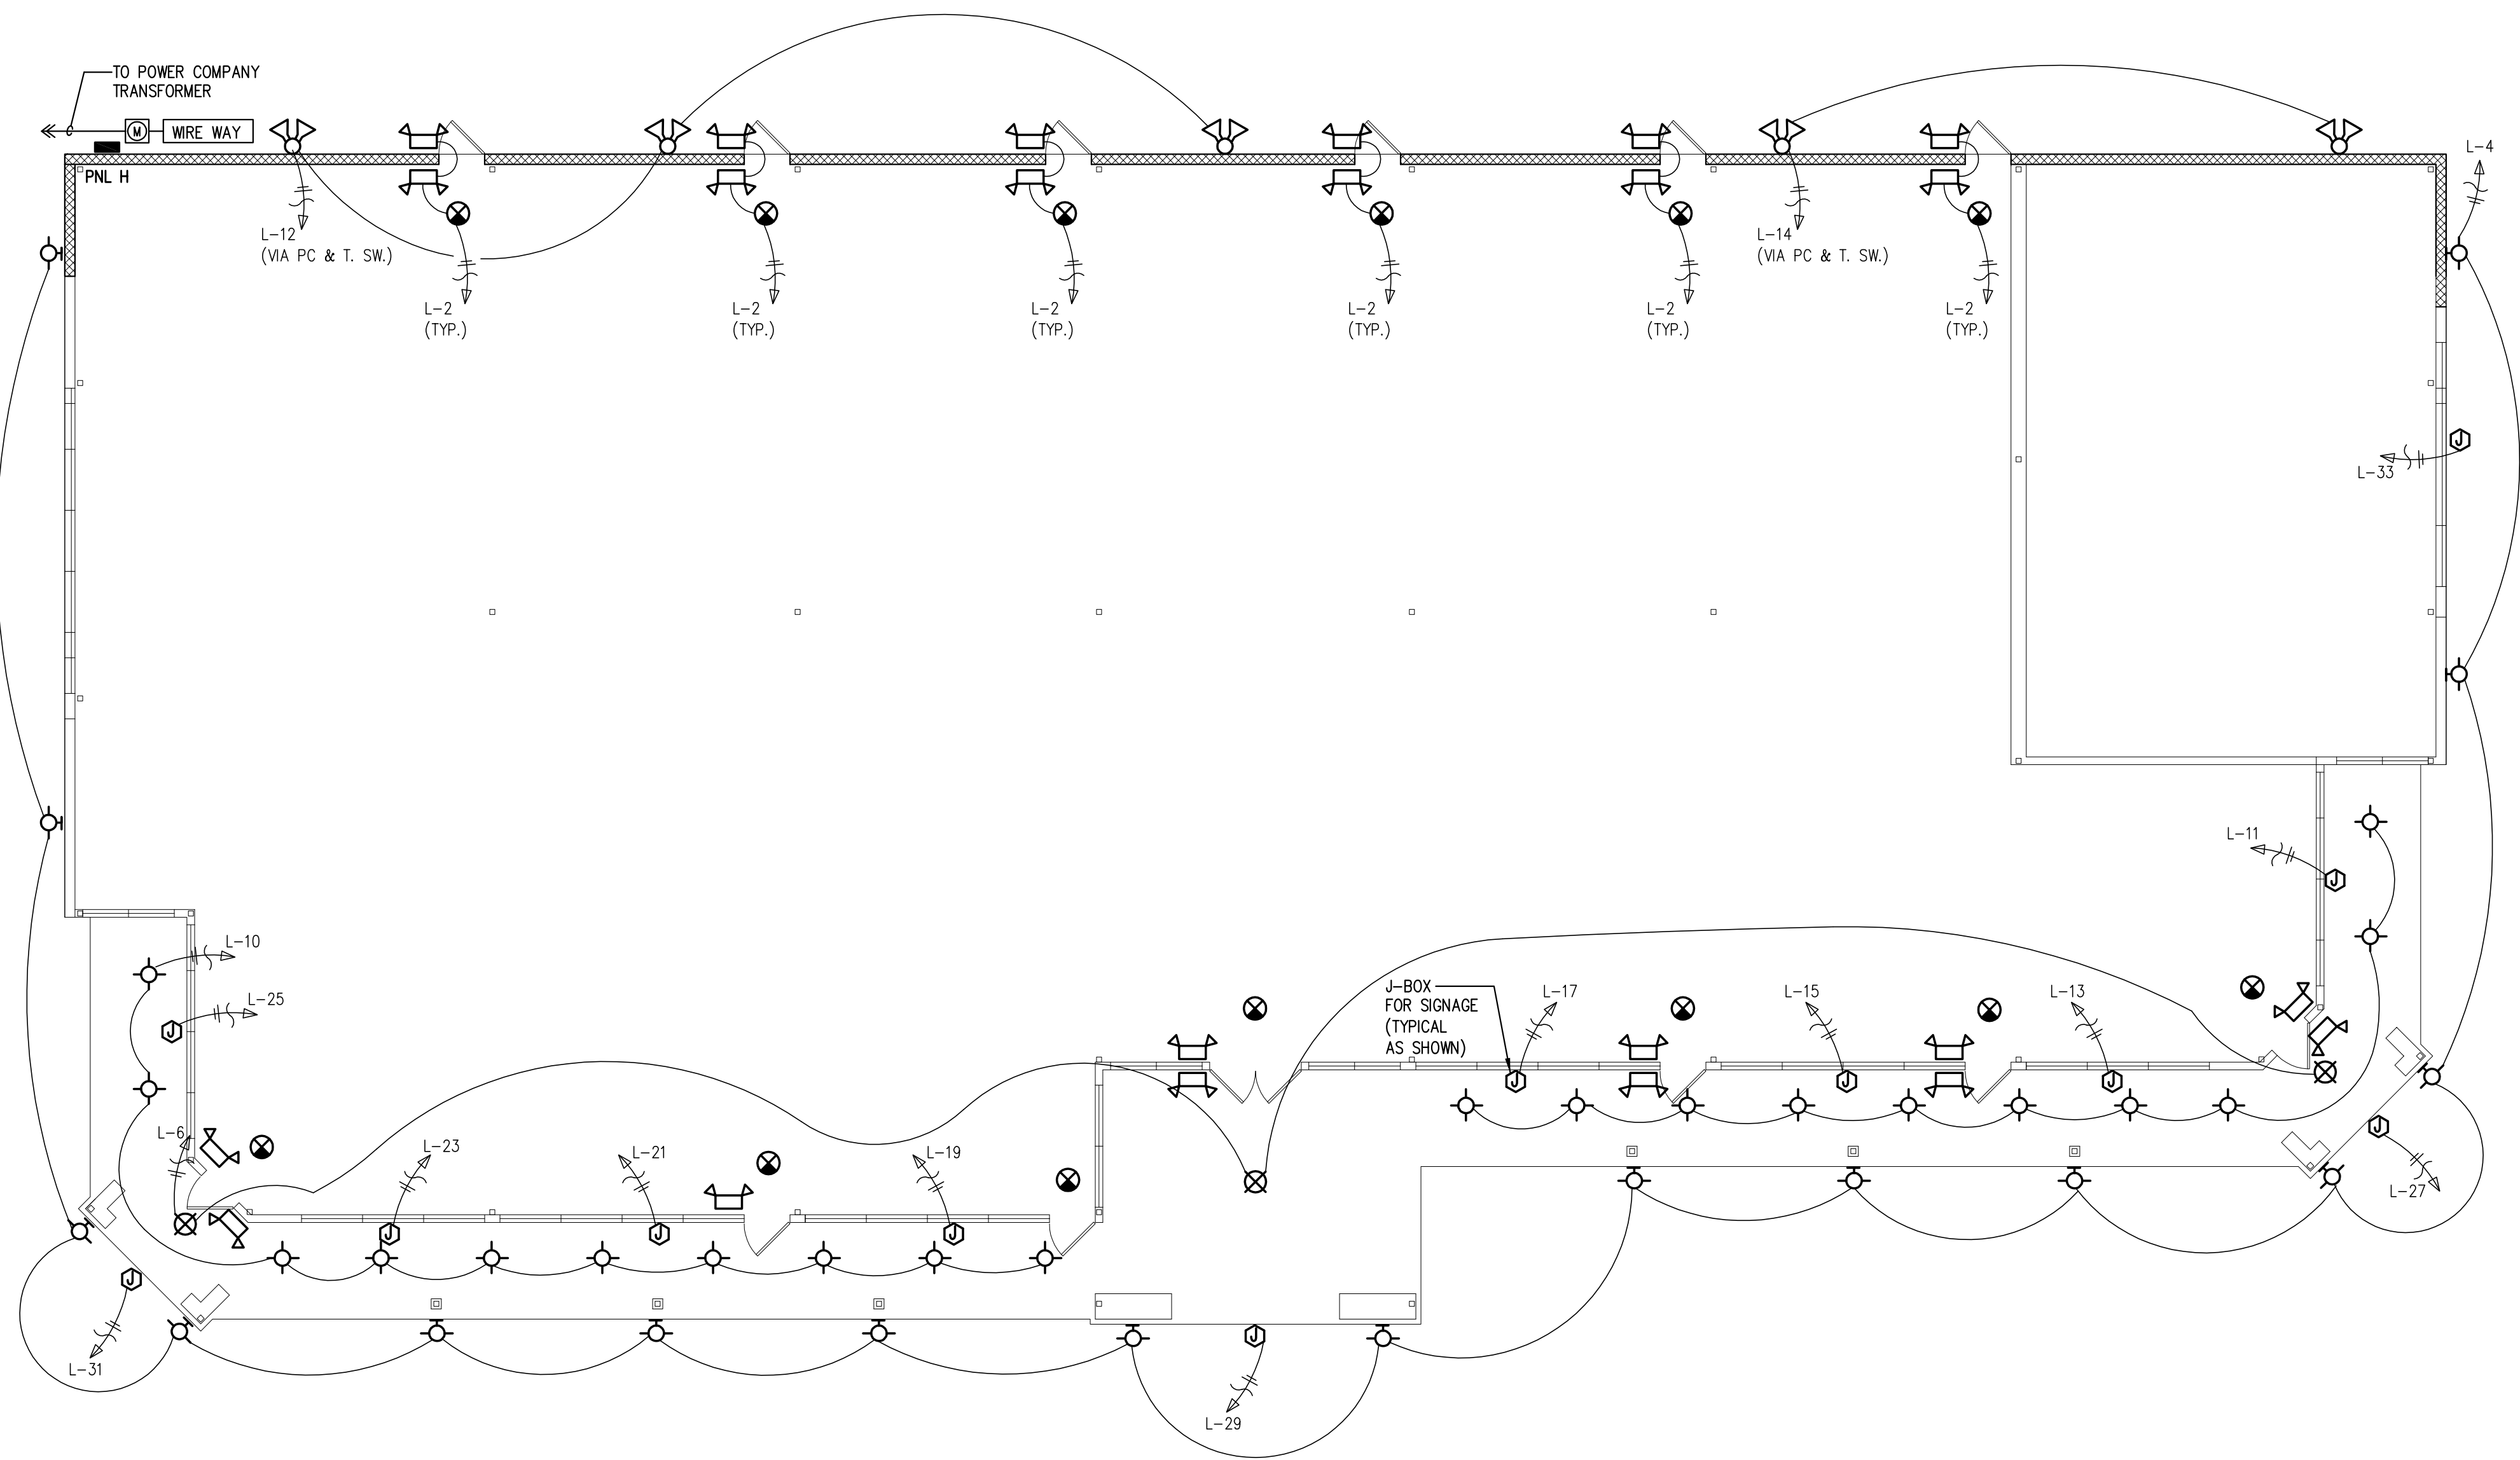 TO POWER COMPANY
TRANSFORMER
M
WIRE WAY
PNL H
L-12
(VIA PC & T. SW.)
L-2
(TYP.)
L-2
(TYP.)
L-2
(TYP.)
L-2
(TYP.)
L-2
(TYP.)
L-14
(VIA PC & T. SW.)
L-2
(TYP.)
L-4
J
L-33
L-11
J
L-10
L-25
J
J-BOX
FOR SIGNAGE
(TYPICAL
AS SHOWN)
L-17
L-15
L-13
J
J
J
L-6
L-23
L-21
L-19
J
J
J
J
L-27
J
L-31
J
L-29